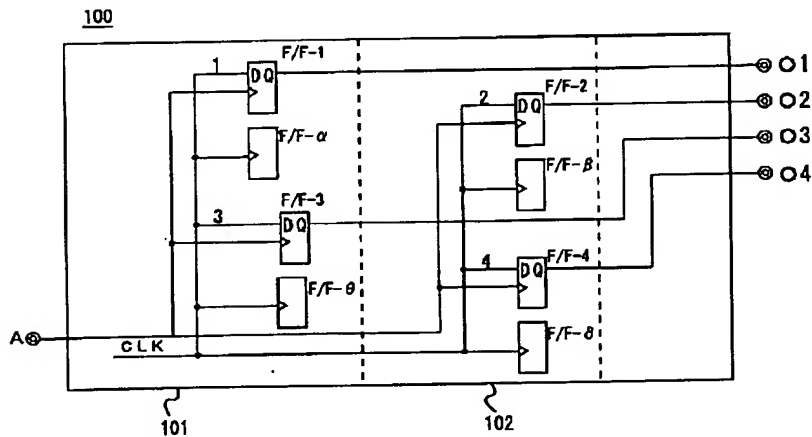 100
F/F-1
1
D Q
O1
F/F-2
2
D Q
O2
F/F-α
O3
F/F-β
O4
F/F-3
3
D Q
F/F-4
4
D Q
F/F-θ
F/F-δ
A
CLK
101
102